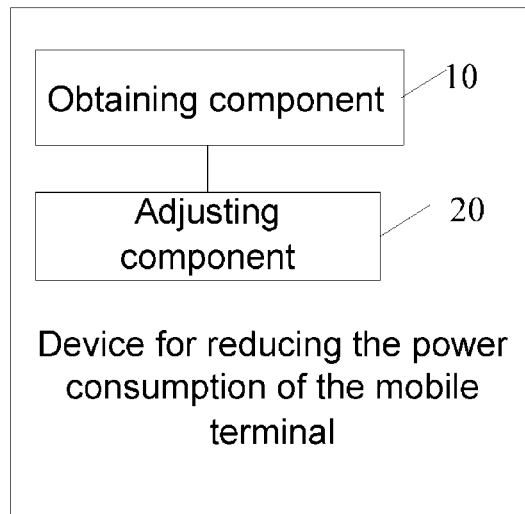 Obtaining component
10
Adjusting
component
20
Device for reducing the power
consumption of the mobile
terminal